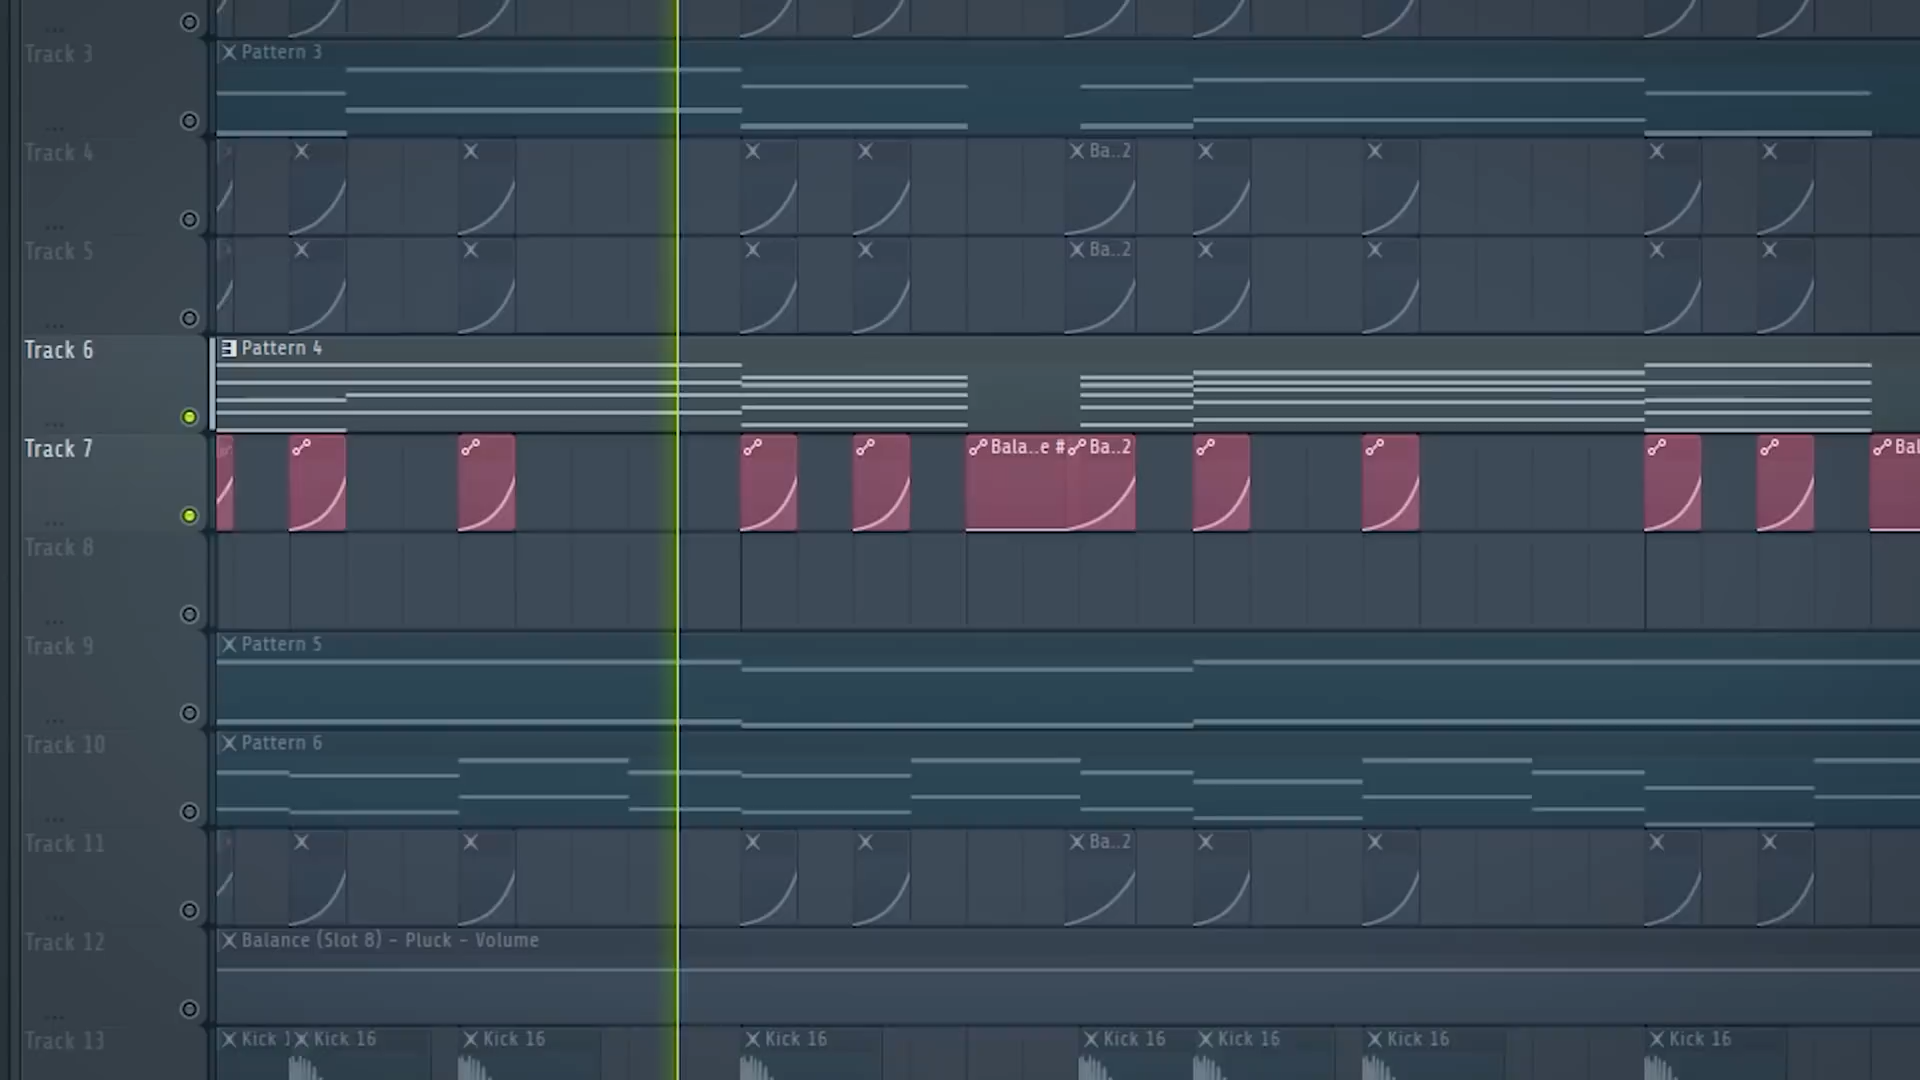 Track 3
Pattern 3
Track 4
Ba..2
Track 5
Ba..2
Track 6
Pattern 4
Track 7
Bala..e # Ba..2 Bal
Track 8
Track 9
Pattern 5
Track 10
Pattern 6
Track 11
Ba..2
Track 12
Balance (Slot 8) - Pluck - Volume
Track 13
Kick 1 Kick 16 Kick 16 Kick 16 Kick 16 Kick 16 Kick 16 Kick 16